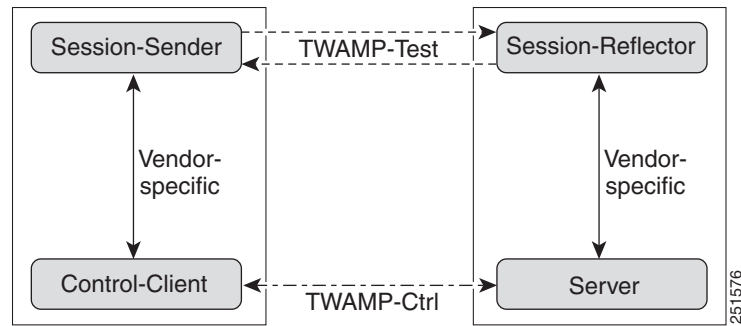 Session-Sender
TWAMP-Test
Session-Reflector
Vendor-
specific
Vendor-
specific
Control-Client
TWAMP-Ctrl
Server
251576